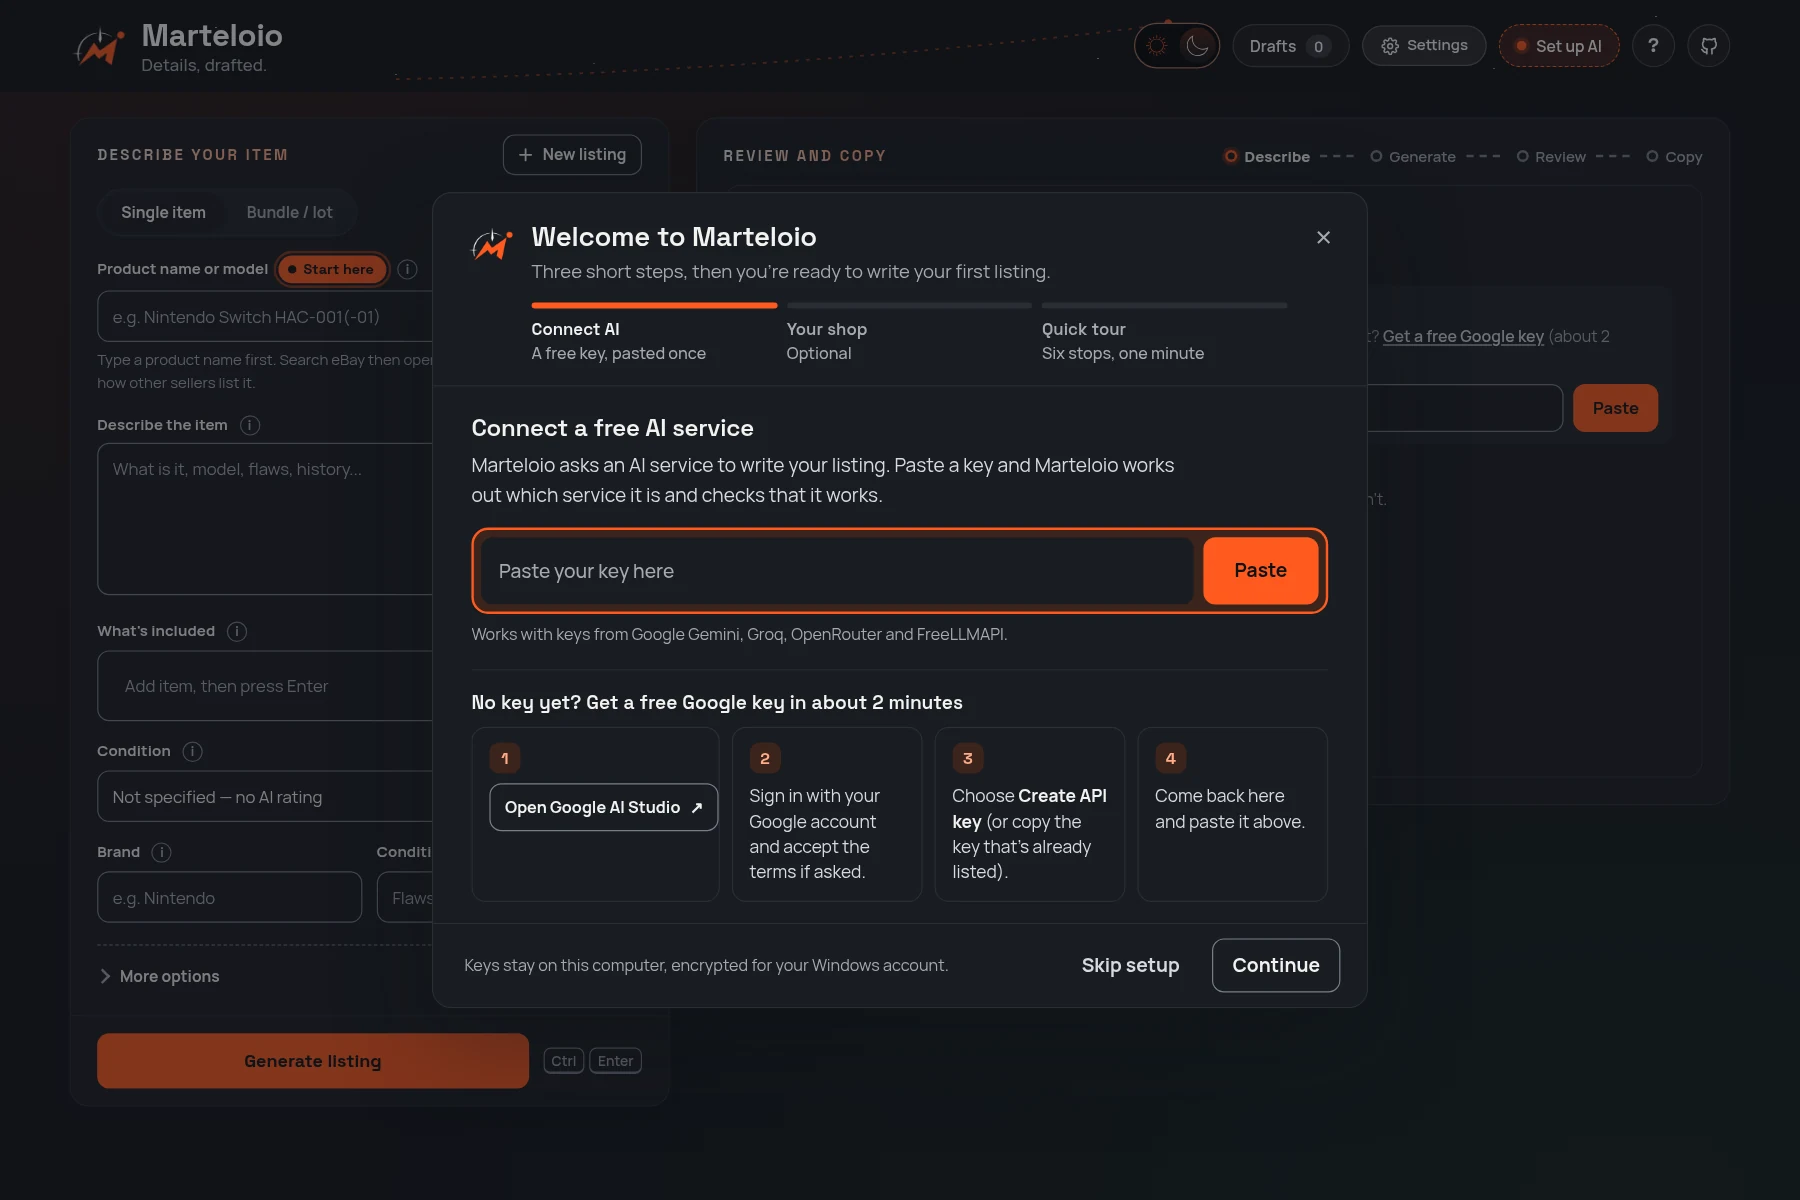 Marteloio
Details, drafted.
Drafts 0
Settings
Set up AI
?
DESCRIBE YOUR ITEM
New listing
Single item
Bundle / lot
Product name or model
Start here
e.g. Nintendo Switch HAC-001(-01)
Type a product name first. Search eBay then
how other sellers list it.
Describe the item
What is it, model, flaws, history...
What's included
Add item, then press Enter
Condition
Not specified — no AI rating
Brand
e.g. Nintendo
Flaws
More options
Generate listing
Ctrl
Enter
REVIEW AND COPY
Describe
Generate
Review
Copy
? Get a free Google key (about 2
Paste
Welcome to Marteloio
Three short steps, then you're ready to write your first listing.
Connect AI
A free key, pasted once
Your shop
Optional
Quick tour
Six stops, one minute
Connect a free AI service
Marteloio asks an AI service to write your listing. Paste a key and Marteloio works
out which service it is and checks that it works.
Paste your key here
Paste
Works with keys from Google Gemini, Groq, OpenRouter and FreeLLMAPI.
No key yet? Get a free Google key in about 2 minutes
1
Open Google AI Studio ↗
2
Sign in with your
Google account
and accept the
terms if asked.
3
Choose Create API
key (or copy the
key that's already
listed).
4
Come back here
and paste it above.
Keys stay on this computer, encrypted for your Windows account.
Skip setup
Continue